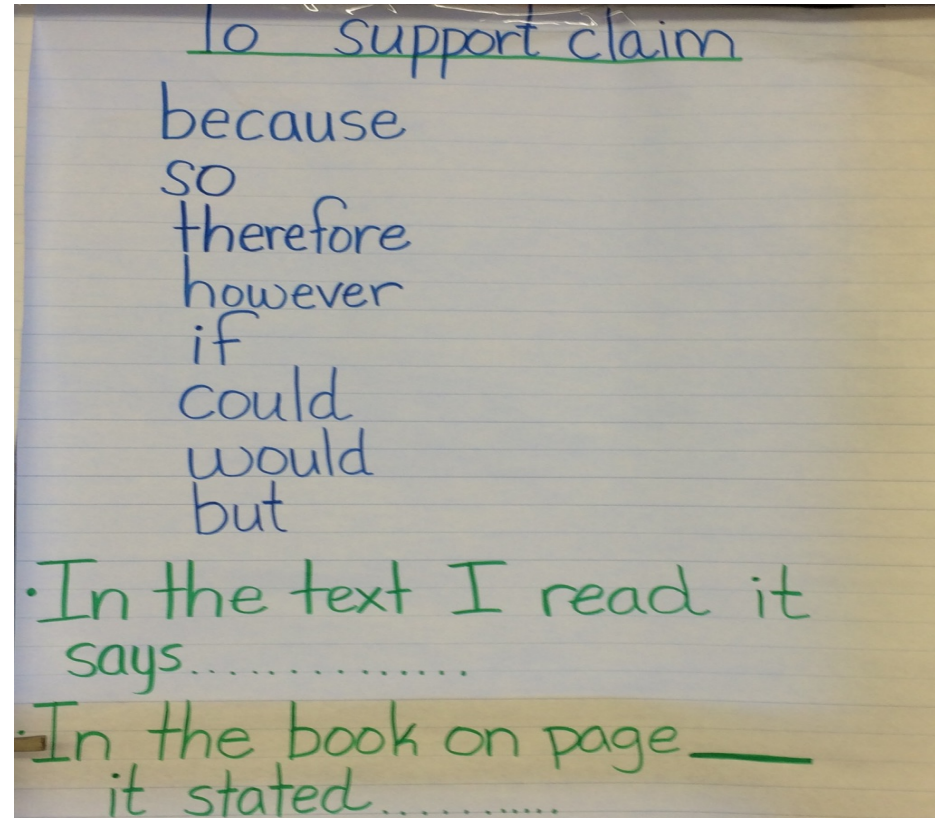 To support claim
because
so
therefore
however
if
could
would
but
·In the text I read it
says..............
·In the book on page____
it stated...........